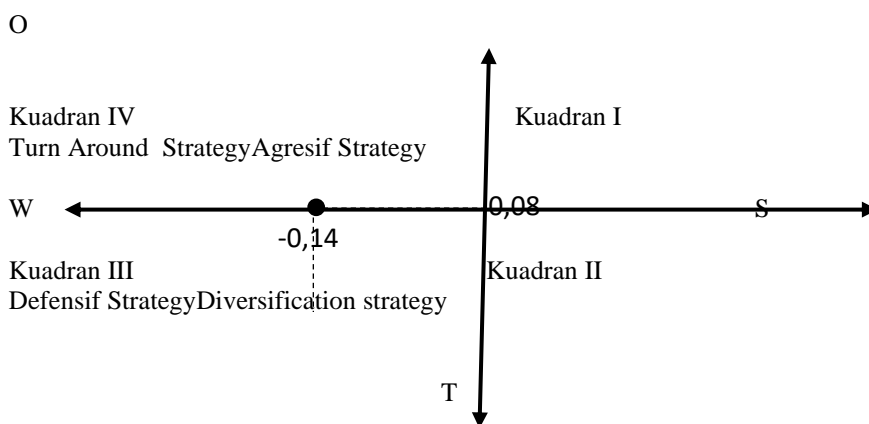 O
Kuadran IV Kuadran I
Turn Around StrategyAgresif Strategy
W 0,08 S
-0,14
Kuadran III Kuadran II
Defensif StrategyDiversification strategy
T